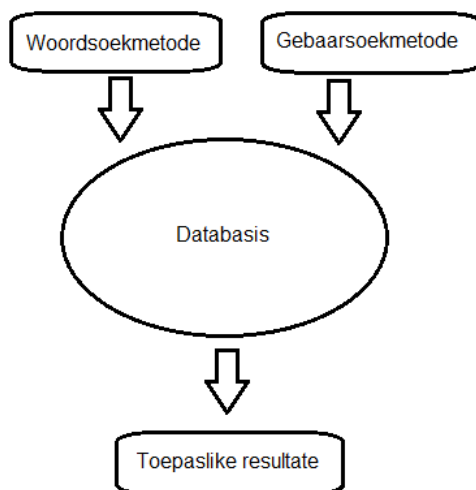 Woordsoekmetode
Gebaarsoekmetode
Databasis
Toepaslike resultate